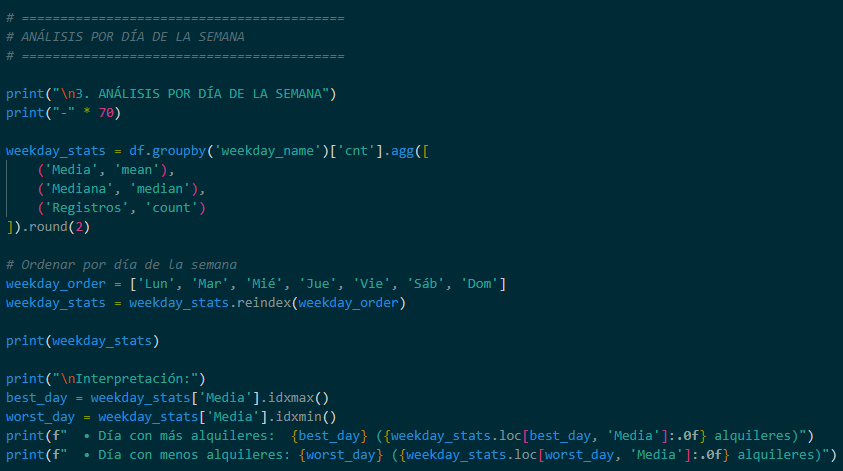 # ==========================================
# ANÁLISIS POR DÍA DE LA SEMANA
# ==========================================
print("\n3. ANÁLISIS POR DÍA DE LA SEMANA")
print("-" * 70)
weekday_stats = df.groupby('weekday_name')['cnt'].agg([
    ('Media', 'mean'),
    ('Mediana', 'median'),
    ('Registros', 'count')
]).round(2)
# Ordenar por día de la semana
weekday_order = ['Lun', 'Mar', 'Mié', 'Jue', 'Vie', 'Sáb', 'Dom']
weekday_stats = weekday_stats.reindex(weekday_order)
print(weekday_stats)
print("\nInterpretación:")
best_day = weekday_stats['Media'].idxmax()
worst_day = weekday_stats['Media'].idxmin()
print(f"  • Día con más alquileres:  {best_day} ({weekday_stats.loc[best_day, 'Media']:.0f} alquileres)")
print(f"  • Día con menos alquileres: {worst_day} ({weekday_stats.loc[worst_day, 'Media']:.0f} alquileres)")